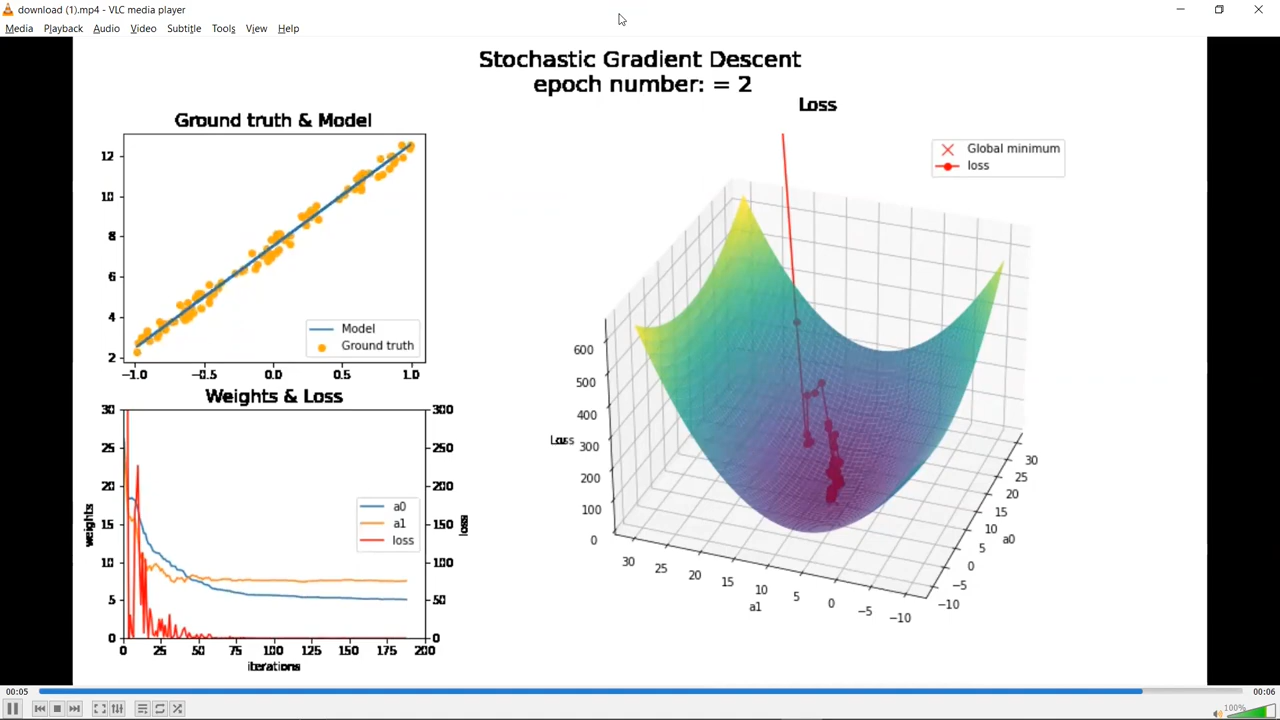 download (1).mp4 - VLC media player
Media Playback Audio Video Subtitle Tools View Help
Stochastic Gradient Descent
epoch number: = 2
Ground truth & Model
12
10
8
6
4
2
−1.0 −0.5 0.0 0.5 1.0
Model
Ground truth
Weights & Loss
30
25
20
15
10
5
0
weights
300
250
200
150
100
50
0
loss
a0
a1
loss
0 25 50 75 100 125 150 175 200
iterations
Loss
Global minimum
loss
600
500
400
300
200
100
0
Loss
30 25 20 15 10 5 0 −5 −10
a1
30
25
20
15
10
5
0
−5
−10
a0
00:05
00:06
100%